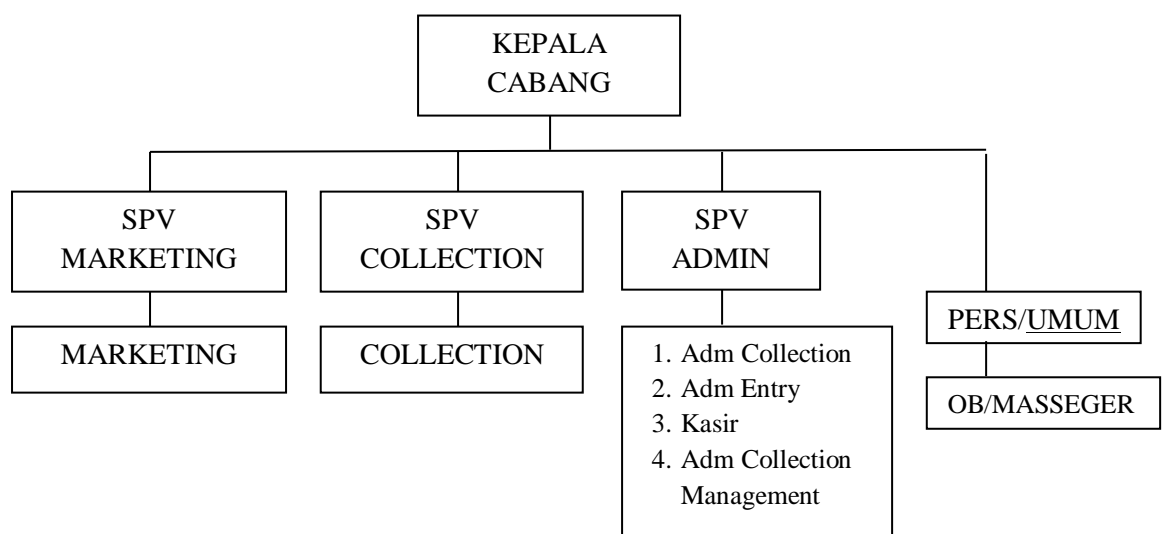 KEPALA
CABANG
SPV
MARKETING
SPV
COLLECTION
SPV
ADMIN
PERS/UMUM
MARKETING
COLLECTION
1. Adm Collection
2. Adm Entry
3. Kasir
4. Adm Collection
Management
OB/MASSEGER